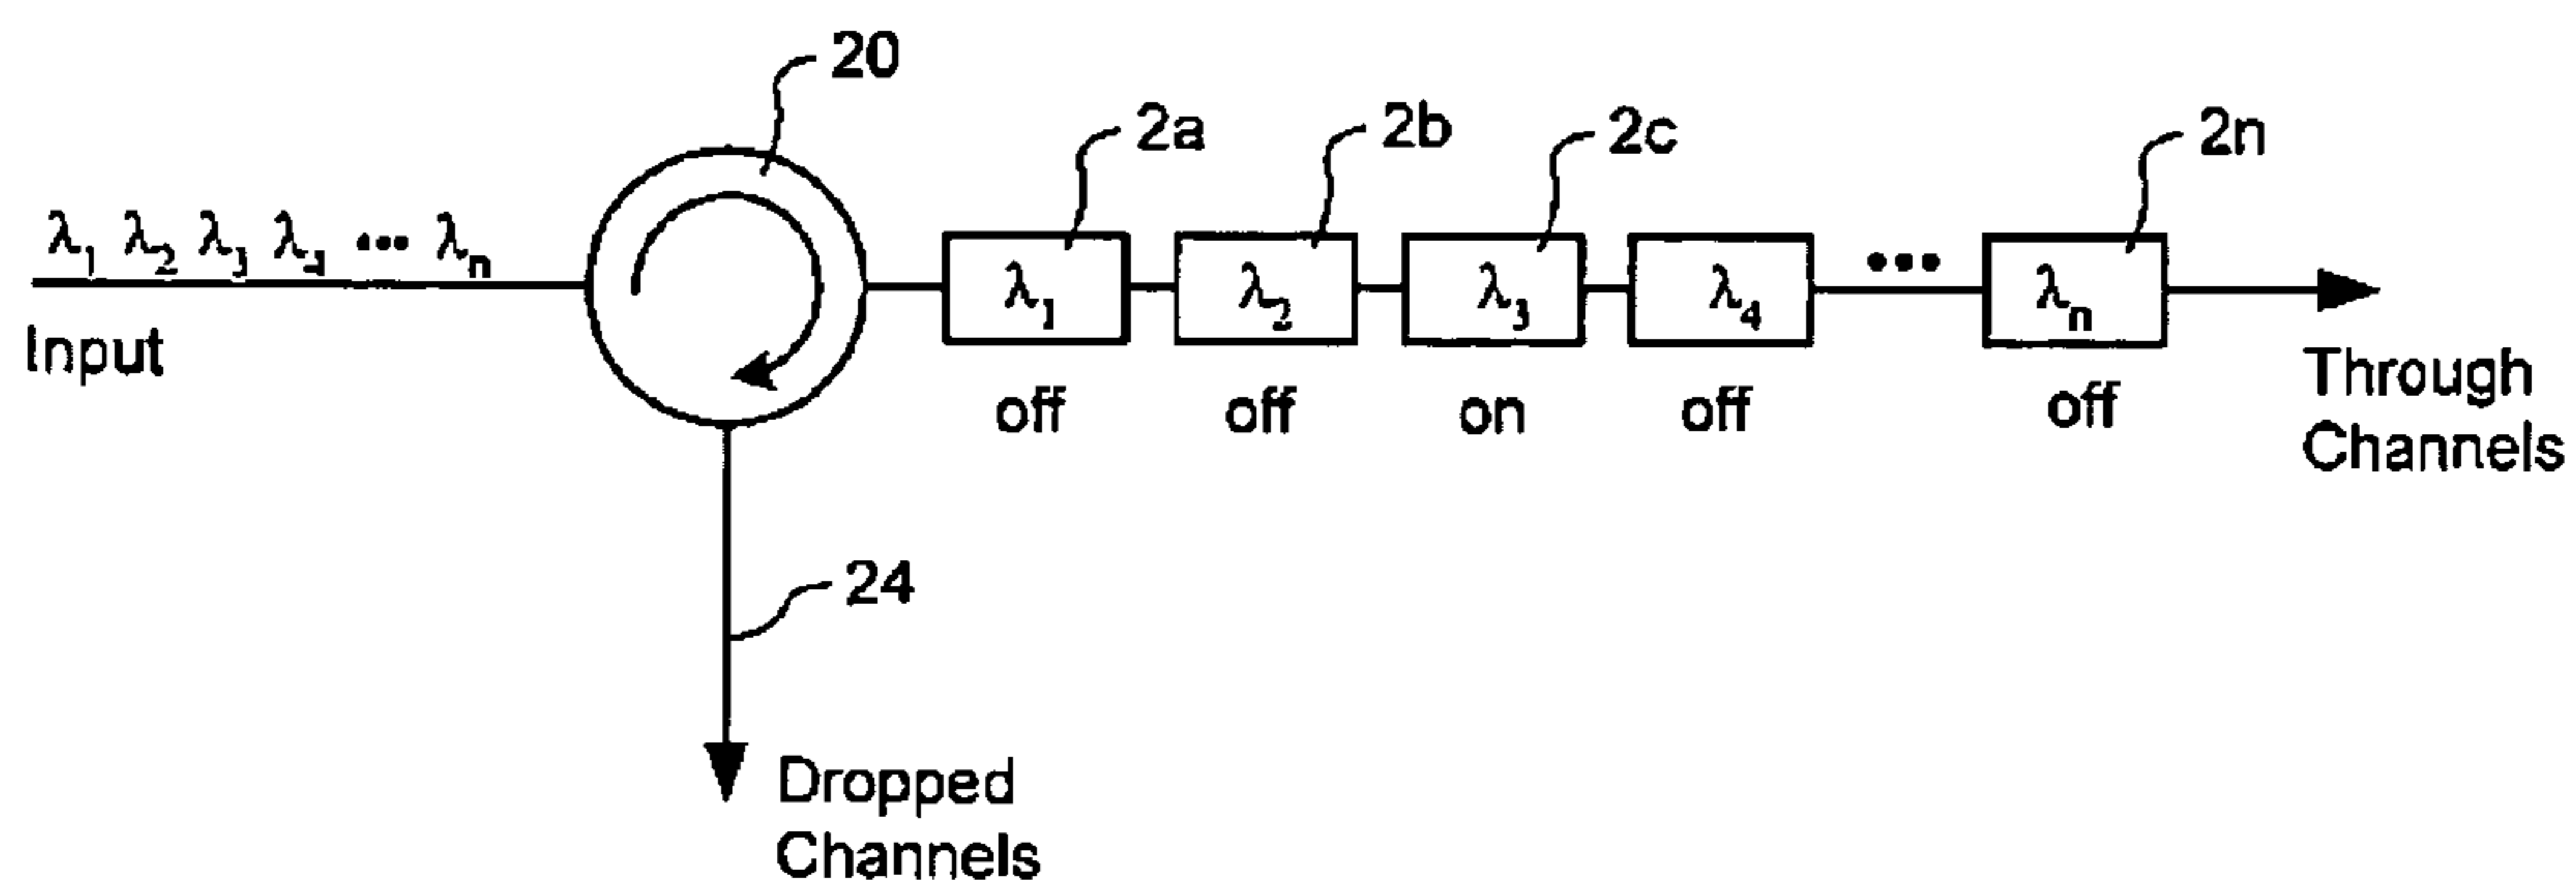 20
2a
2b
2c
2n
λ₁ λ₂ λ₃ λ₄ ••• λₙ
λ₁ λ₂ λ₃ λ₄ ••• λₙ
Input
off off on off off
Through
Channels
24
Dropped
Channels